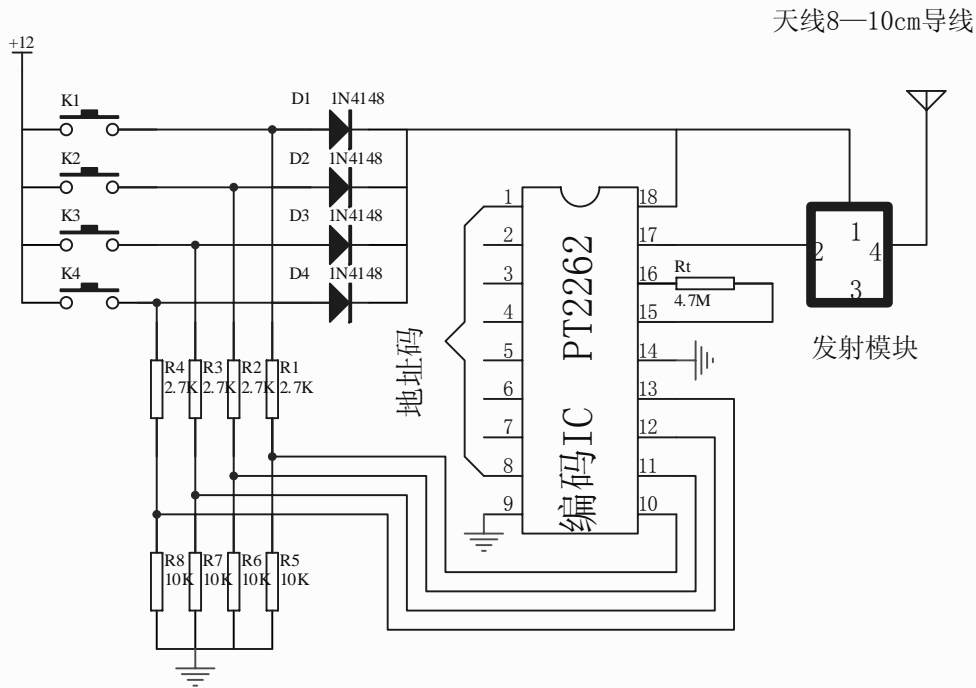 天线8—10cm导线
+12
K1
D1 1N4148
K2
D2 1N4148
K3
D3 1N4148
K4
D4 1N4148
1
2
3
4
5
6
7
8
9
18
17
16
15
14
13
12
11
10
编码IC PT2262
地址码
Rt
4.7M
1
2
3
4
发射模块
R4
2.7K
R3
2.7K
R2
2.7K
R1
2.7K
R8
10K
R7
10K
R6
10K
R5
10K